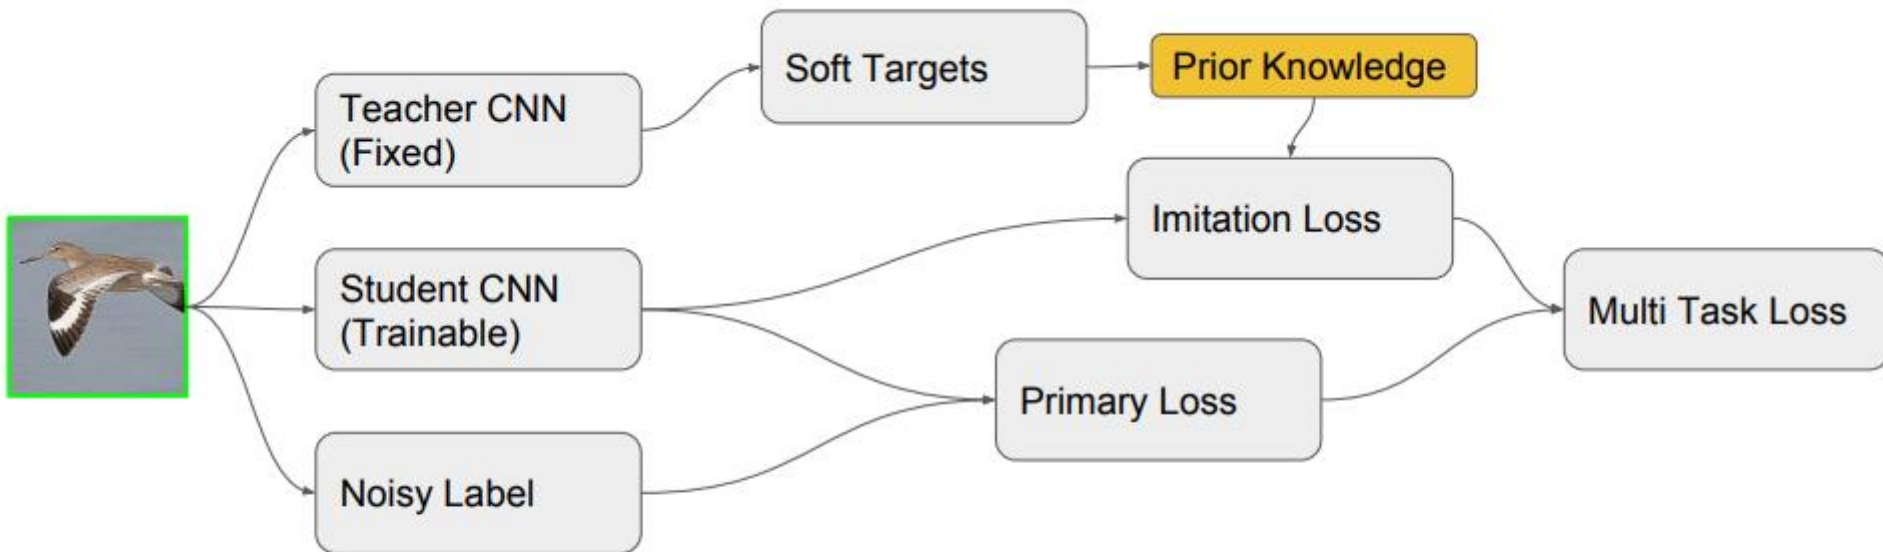 Soft Targets
Prior Knowledge
Teacher CNN
(Fixed)
Imitation Loss
Student CNN
(Trainable)
Multi Task Loss
Primary Loss
Noisy Label